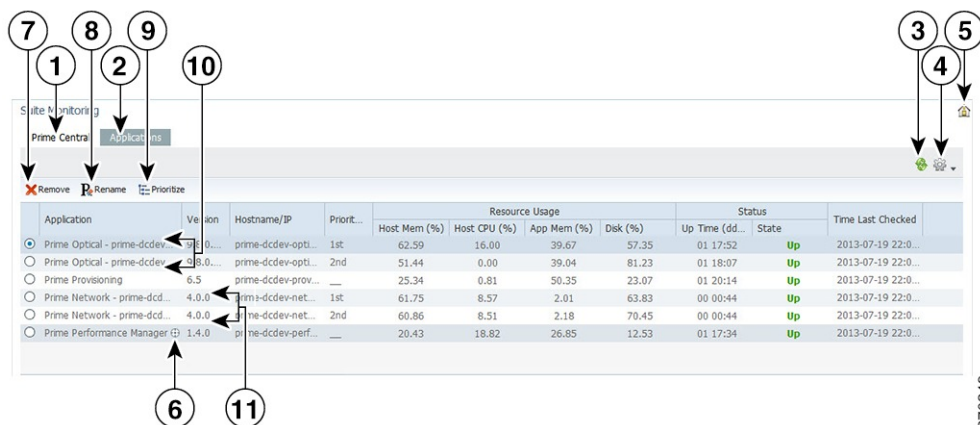 7 8 9 3 5
1 2 10 4
Suite Monitoring
Prime Central Applications
Remove Rename Prioritize
Resource Usage Status
Application Version Hostname/IP Priorit... Host Mem (%) Host CPU (%) App Mem (%) Disk (%) Up Time (dd... State Time Last Checked
Prime Optical - prime-dcdev... 9.8.0.... prime-dcdev-opti... 1st 62.59 16.00 39.67 57.35 01 17:52 Up 2013-07-19 22:0...
Prime Optical - prime-dcdev... 9.8.0.... prime-dcdev-opti... 2nd 51.44 0.00 39.04 81.23 01 18:07 Up 2013-07-19 22:0...
Prime Provisioning 6.5 prime-dcdev-prov... __ 25.34 0.81 50.35 23.07 01 20:14 Up 2013-07-19 22:0...
Prime Network - prime-dcd... 4.0.0 prime-dcdev-net... 1st 61.75 8.57 2.01 63.83 00 00:44 Up 2013-07-19 22:0...
Prime Network - prime-dcd... 4.0.0 prime-dcdev-net... 2nd 60.86 8.51 2.18 70.45 00 00:44 Up 2013-07-19 22:0...
Prime Performance Manager 1.4.0 prime-dcdev-perf... __ 20.43 18.82 26.85 12.53 01 17:34 Up 2013-07-19 22:0...
6 11